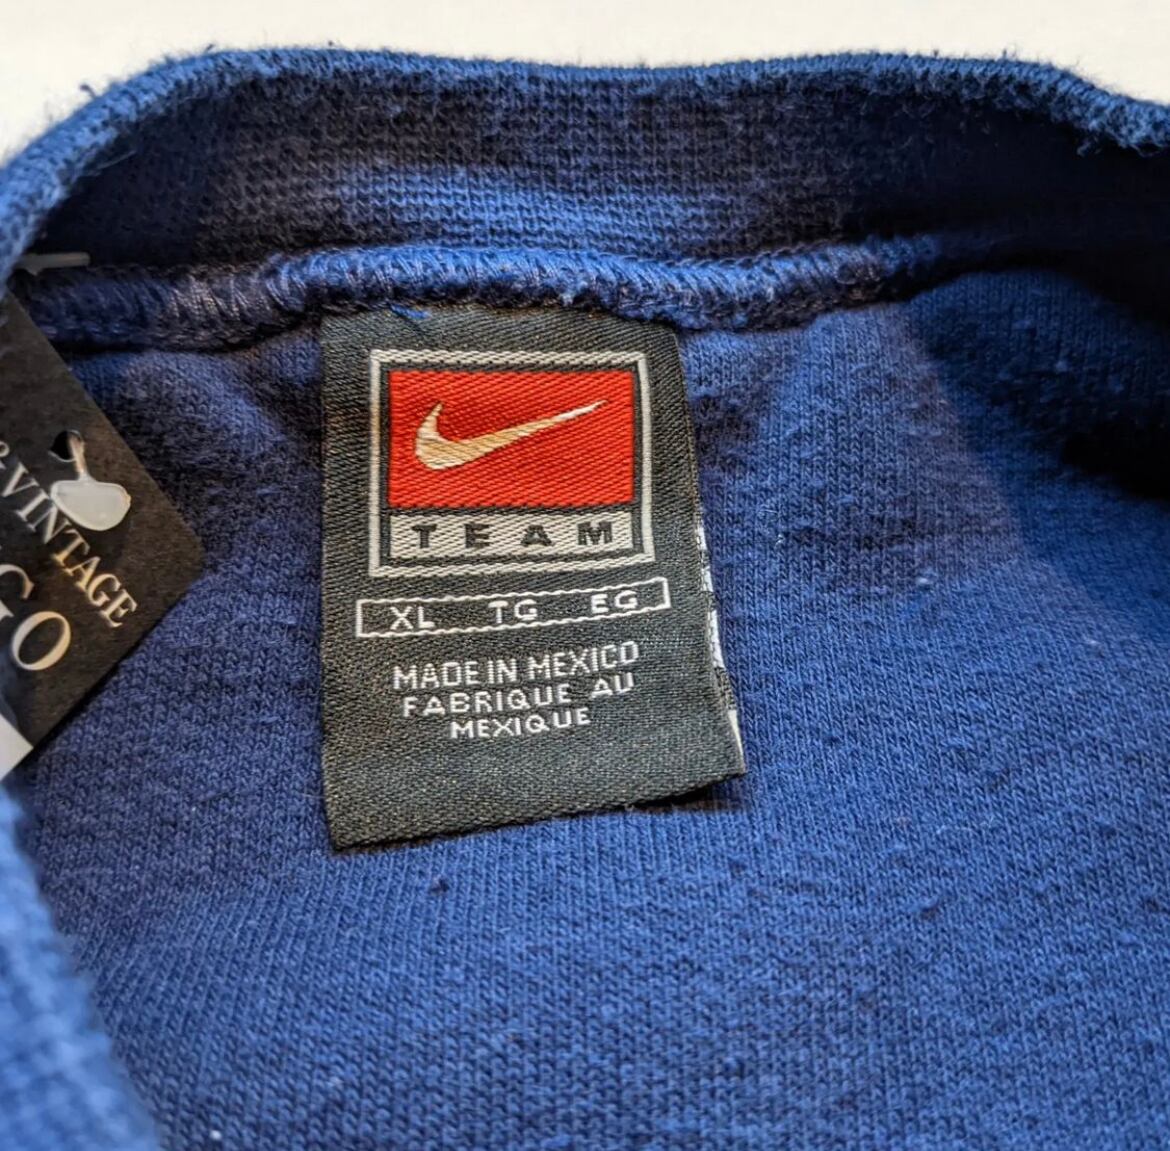 TEAM
XL TG EG
MADE IN MEXICO
FABRIQUE AU
MEXIQUE
& VINTAGE
GO